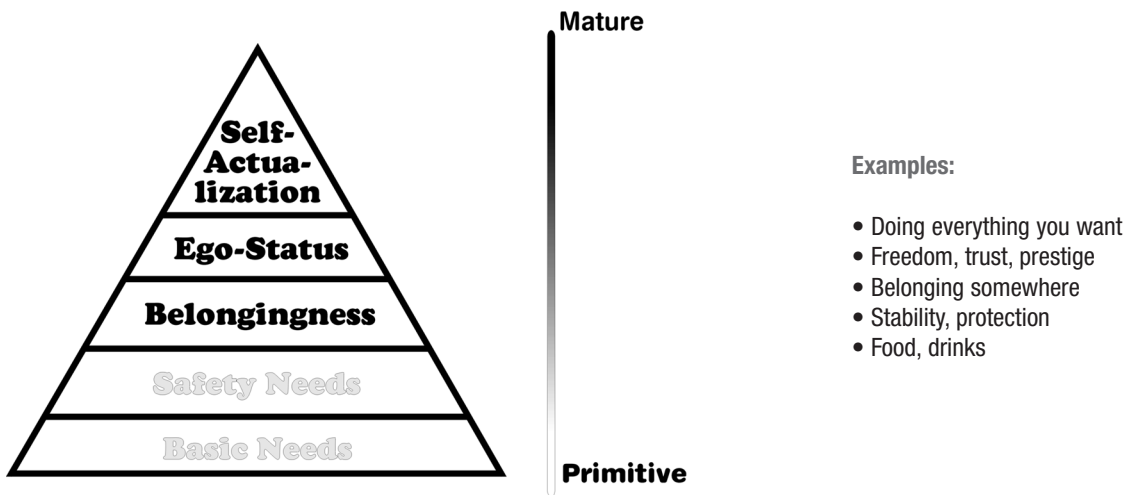 Mature
Self-
Actua-
lization
Ego-Status
Belongingness
Safety Needs
Basic Needs
Primitive
Examples:
• Doing everything you want
• Freedom, trust, prestige
• Belonging somewhere
• Stability, protection
• Food, drinks